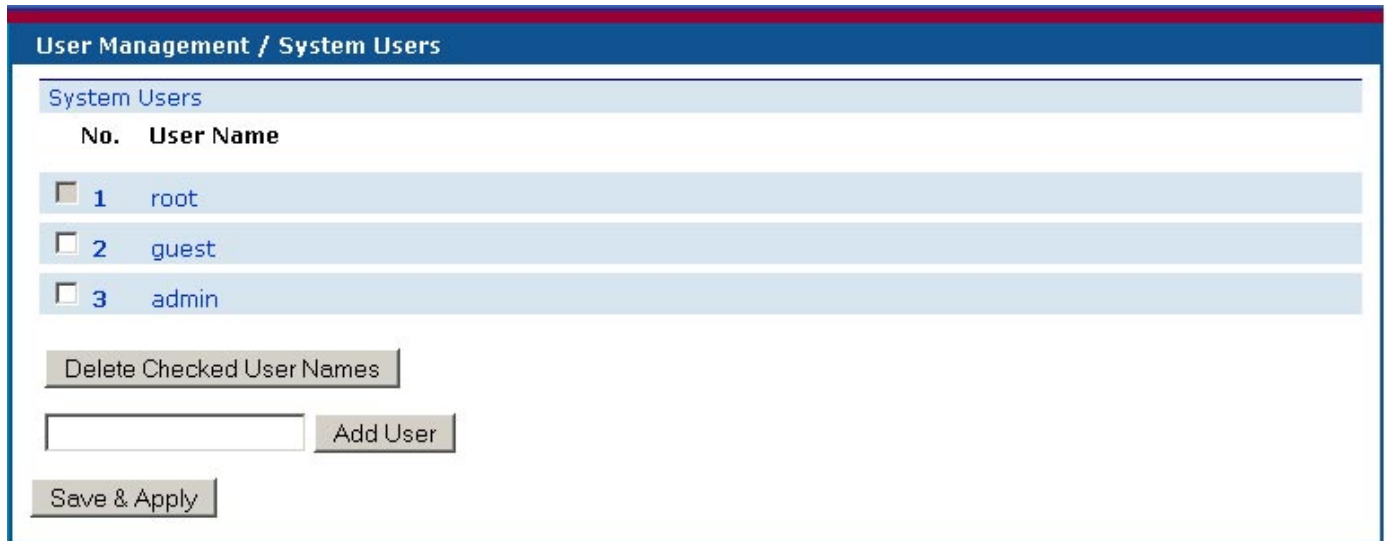 User Management / System Users
System Users
No. User Name
1 root
2 guest
3 admin
Delete Checked User Names
Add User
Save & Apply